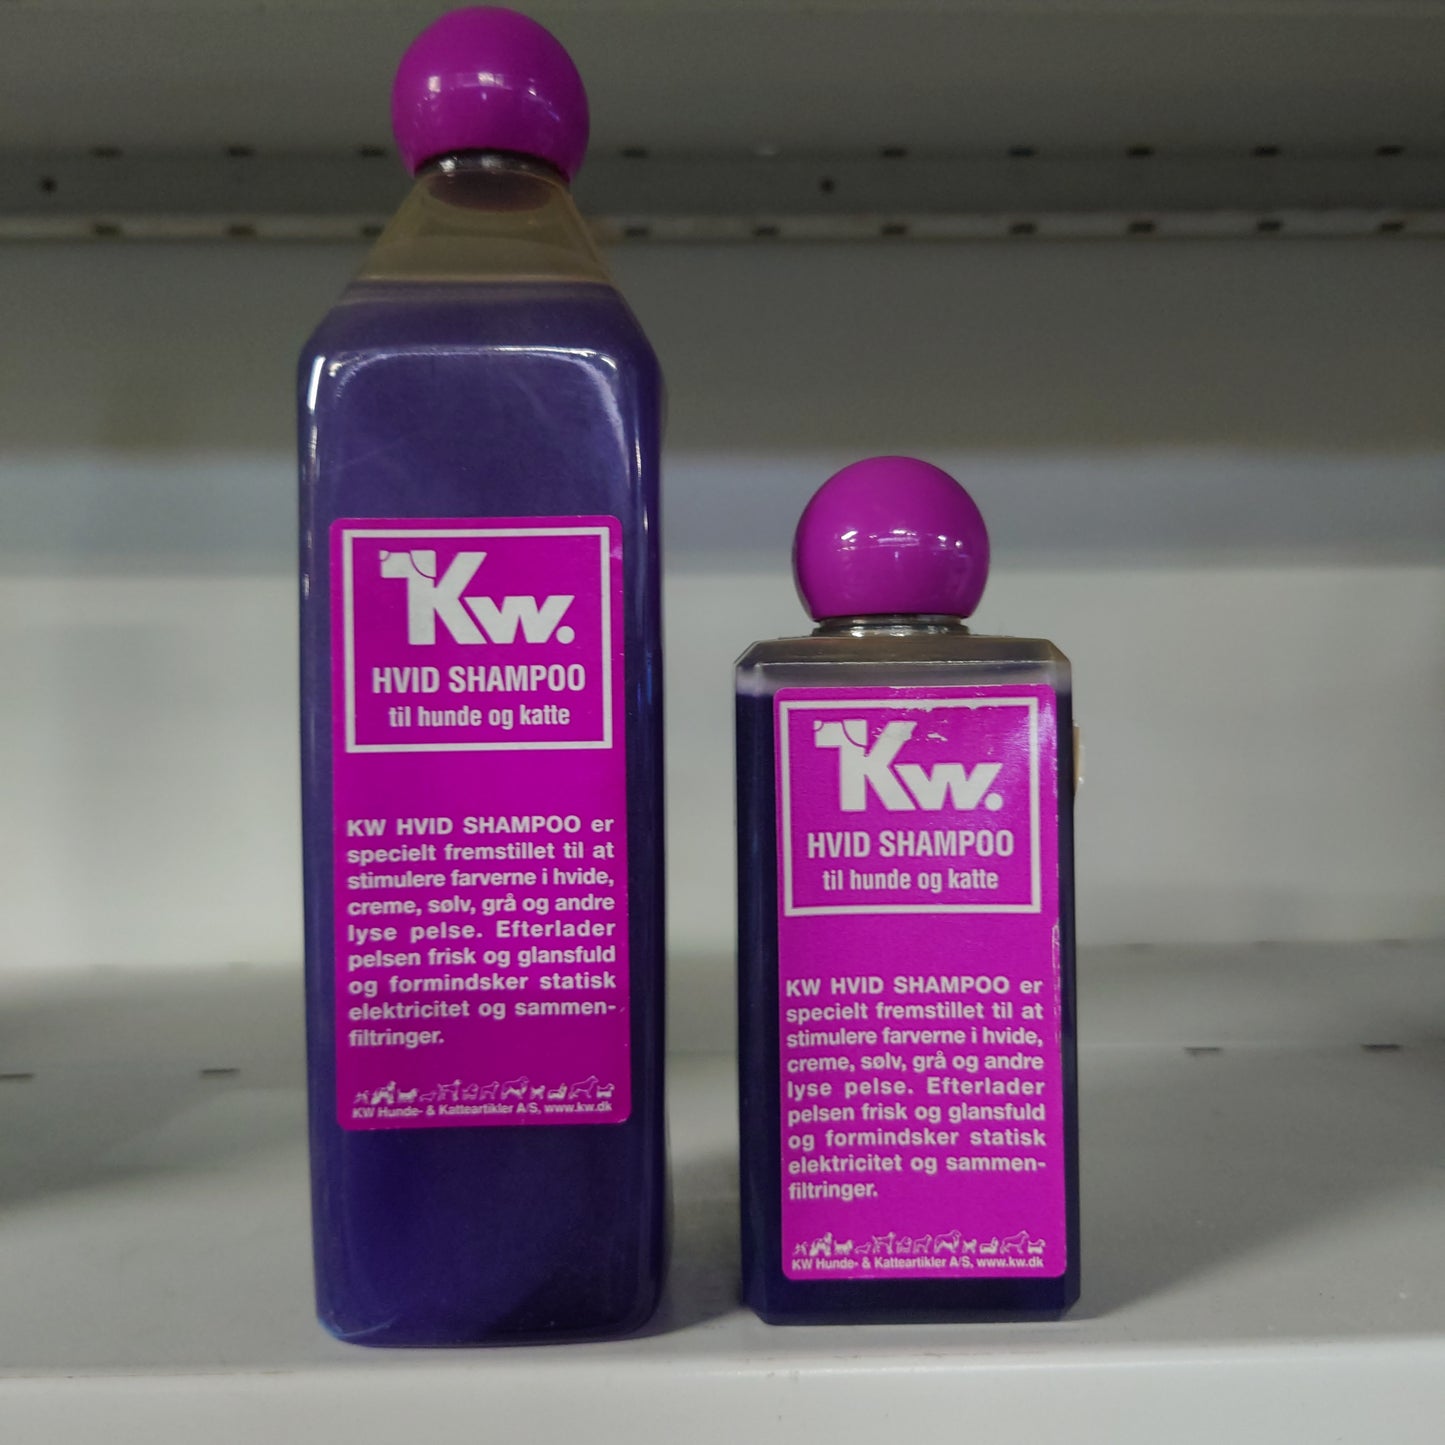 Kw.
HVID SHAMPOO
til hunde og katte
KW HVID SHAMPOO er
specielt fremstillet til at
stimulere farverne i hvide,
creme, sølv, grå og andre
lyse pelse. Efterlader
pelsen frisk og glansfuld
og formindsker statisk
elektricitet og sammen-
filtringer.
KW Hunde- & Katteartikler A/S, www.kw.dk
Kw.
HVID SHAMPOO
til hunde og katte
KW HVID SHAMPOO er
specielt fremstillet til at
stimulere farverne i hvide,
creme, sølv, grå og andre
lyse pelse. Efterlader
pelsen frisk og glansfuld
og formindsker statisk
elektricitet og sammen-
filtringer.
KW Hunde- & Katteartikler A/S, www.kw.dk